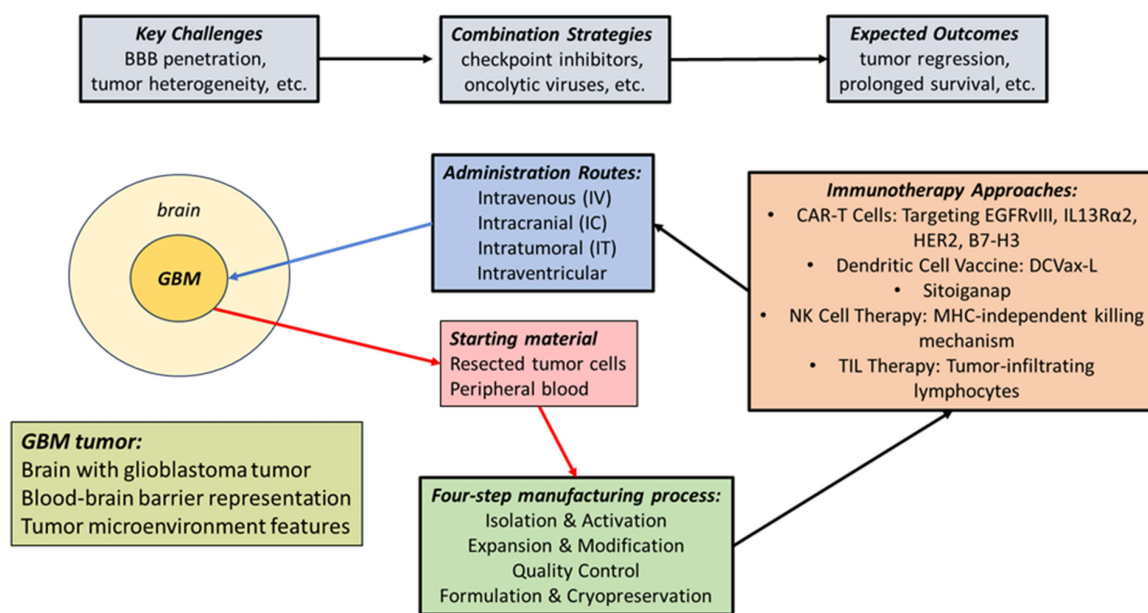 Key Challenges
BBB penetration,
tumor heterogeneity, etc.
Combination Strategies
checkpoint inhibitors,
oncolytic viruses, etc.
Expected Outcomes
tumor regression,
prolonged survival, etc.
brain
GBM
Administration Routes:
Intravenous (IV)
Intracranial (IC)
Intratumoral (IT)
Intraventricular
Immunotherapy Approaches:
• CAR-T Cells: Targeting EGFRvIII, IL13Rα2,
HER2, B7-H3
• Dendritic Cell Vaccine: DCVax-L
• Sitoiganap
• NK Cell Therapy: MHC-independent killing
mechanism
• TIL Therapy: Tumor-infiltrating
lymphocytes
Starting material
Resected tumor cells
Peripheral blood
GBM tumor:
Brain with glioblastoma tumor
Blood-brain barrier representation
Tumor microenvironment features
Four-step manufacturing process:
Isolation & Activation
Expansion & Modification
Quality Control
Formulation & Cryopreservation